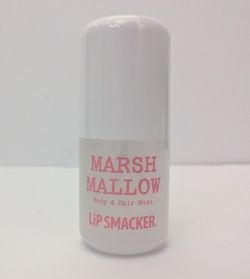 MARSH
MALLOW
Body & Hair Mist
LiP SMACKER.